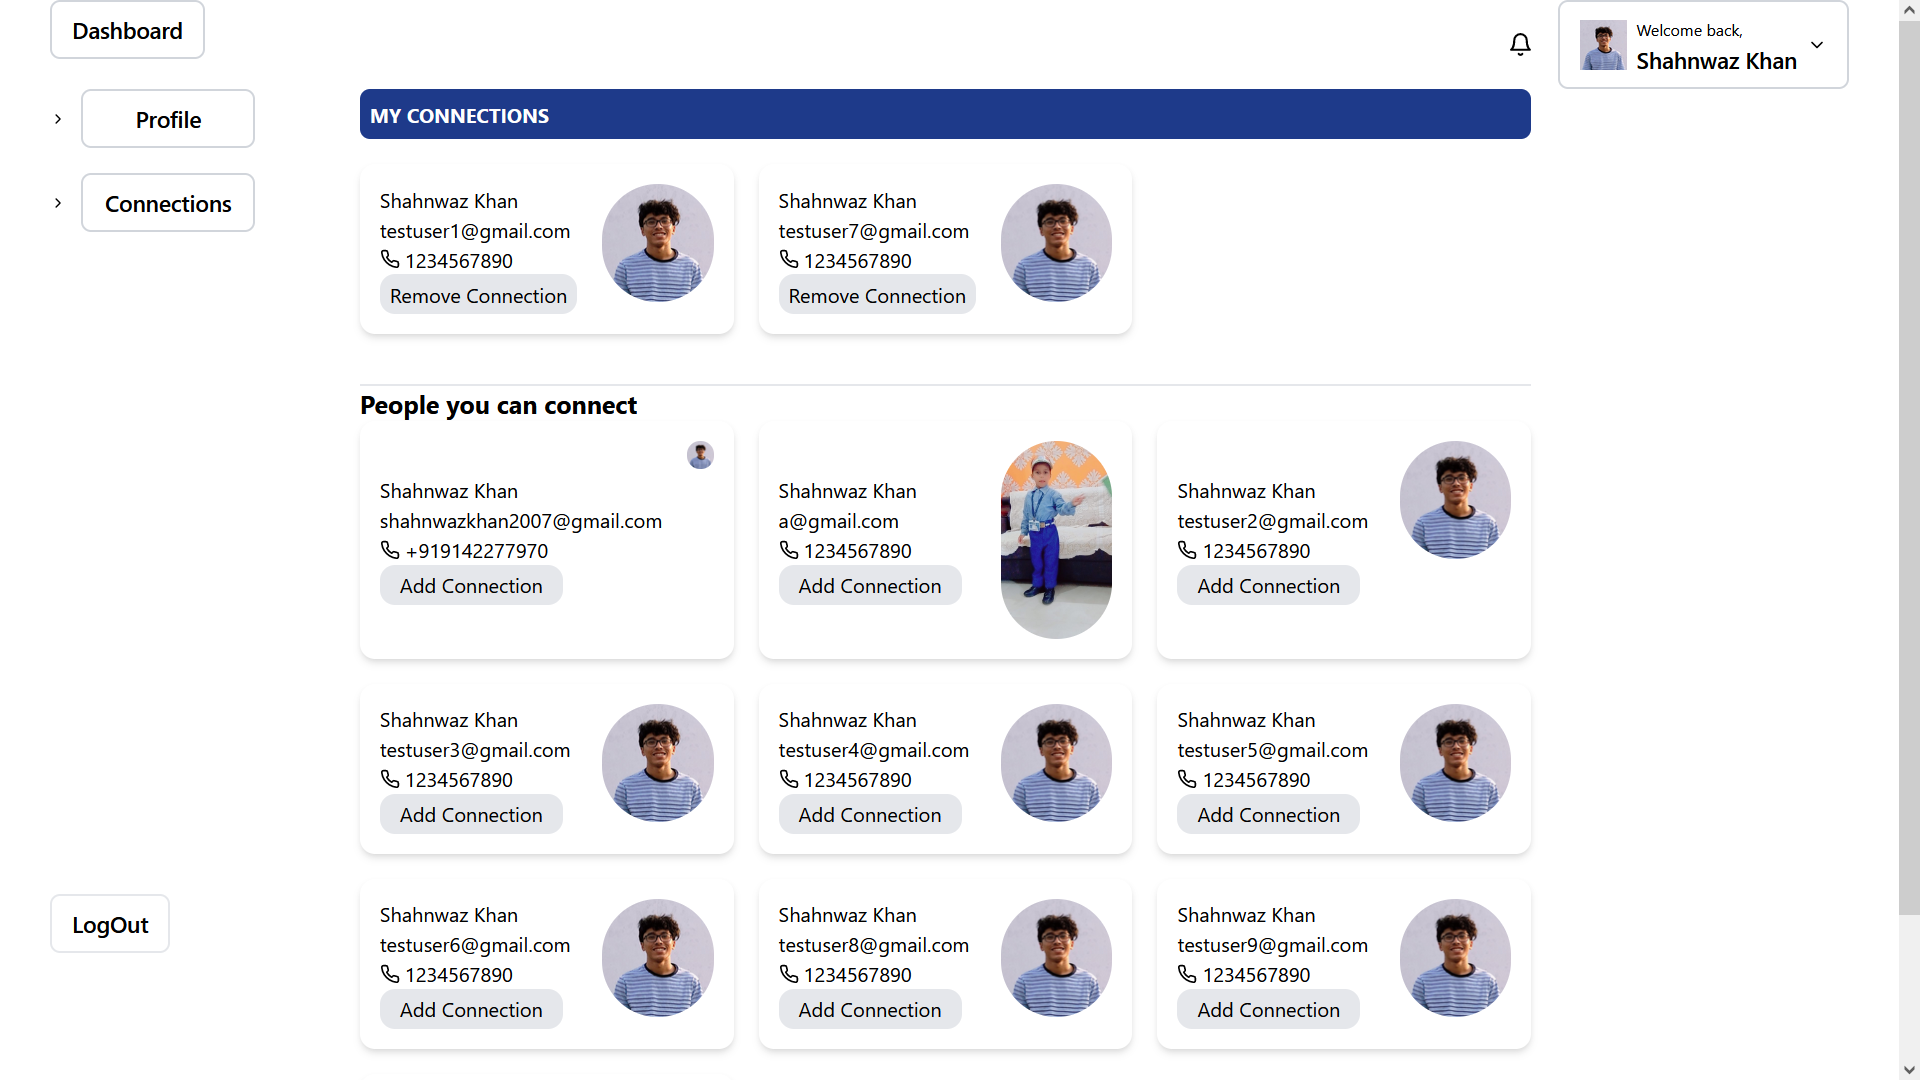 Dashboard
Welcome back,
Shahnwaz Khan
Profile
Connections
LogOut
MY CONNECTIONS
Shahnwaz Khan
testuser1@gmail.com
1234567890
Remove Connection
Shahnwaz Khan
testuser7@gmail.com
1234567890
Remove Connection
People you can connect
Shahnwaz Khan
shahnwazkhan2007@gmail.com
+919142277970
Add Connection
Shahnwaz Khan
a@gmail.com
1234567890
Add Connection
Shahnwaz Khan
testuser2@gmail.com
1234567890
Add Connection
Shahnwaz Khan
testuser3@gmail.com
1234567890
Add Connection
Shahnwaz Khan
testuser4@gmail.com
1234567890
Add Connection
Shahnwaz Khan
testuser5@gmail.com
1234567890
Add Connection
Shahnwaz Khan
testuser6@gmail.com
1234567890
Add Connection
Shahnwaz Khan
testuser8@gmail.com
1234567890
Add Connection
Shahnwaz Khan
testuser9@gmail.com
1234567890
Add Connection